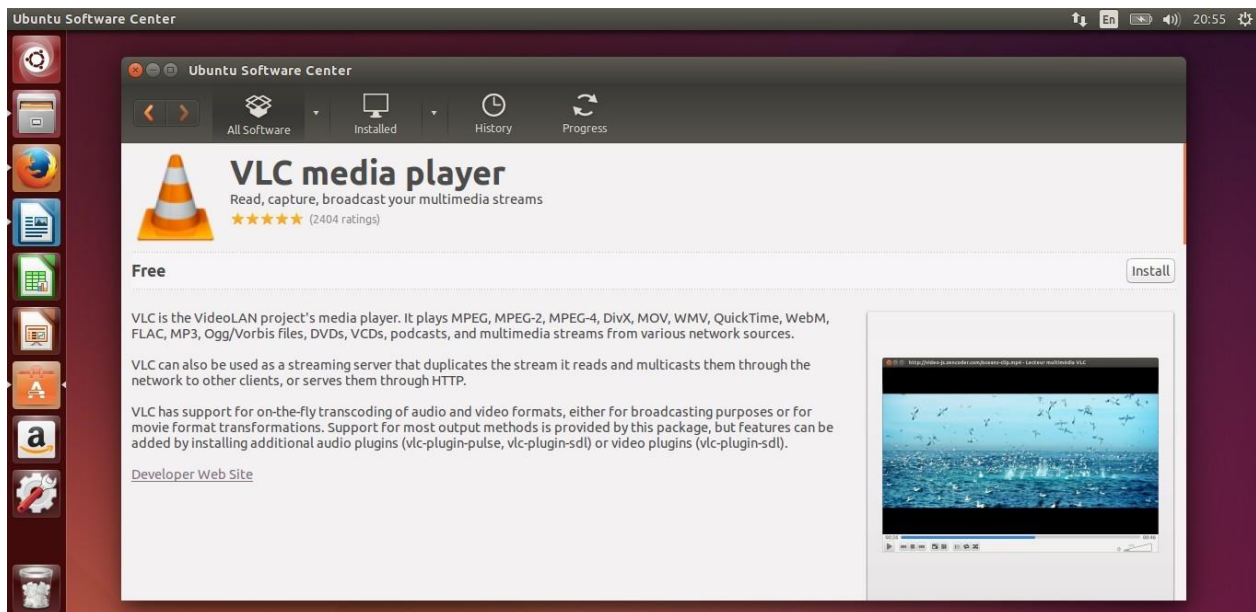 Ubuntu Software Center
En
20:55
Ubuntu Software Center
All Software
Installed
History
Progress
VLC media player
Read, capture, broadcast your multimedia streams
(2404 ratings)
Free
Install
VLC is the VideoLAN project's media player. It plays MPEG, MPEG-2, MPEG-4, DivX, MOV, WMV, QuickTime, WebM,
FLAC, MP3, Ogg/Vorbis files, DVDs, VCDs, podcasts, and multimedia streams from various network sources.
VLC can also be used as a streaming server that duplicates the stream it reads and multicasts them through the
network to other clients, or serves them through HTTP.
VLC has support for on-the-fly transcoding of audio and video formats, either for broadcasting purposes or for
movie format transformations. Support for most output methods is provided by this package, but features can be
added by installing additional audio plugins (vlc-plugin-pulse, vlc-plugin-sdl) or video plugins (vlc-plugin-sdl).
Developer Web Site
Lecteur multimédia VLC
00:46
a